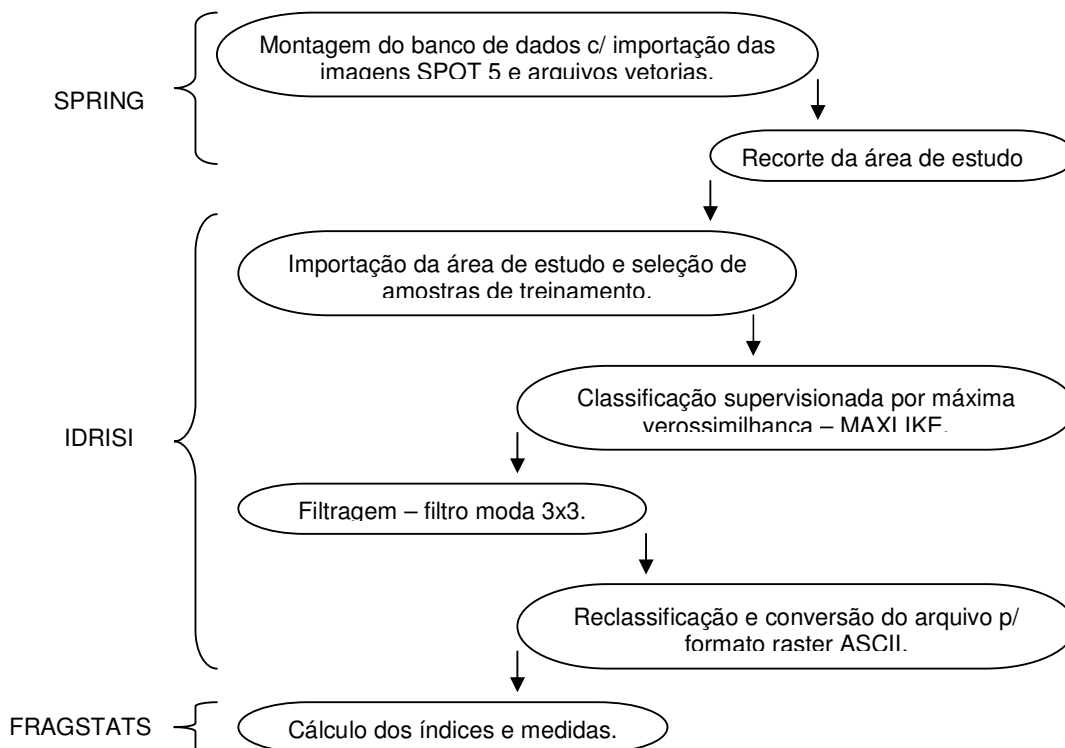 Montagem do banco de dados c/ importação das
imagens SPOT 5 e arquivos vetorias.
SPRING
Recorte da área de estudo
Importação da área de estudo e seleção de
amostras de treinamento.
Classificação supervisionada por máxima
verossimilhança – MAXLIKE.
IDRISI
Filtragem – filtro moda 3x3.
Reclassificação e conversão do arquivo p/
formato raster ASCII.
FRAGSTATS
Cálculo dos índices e medidas.